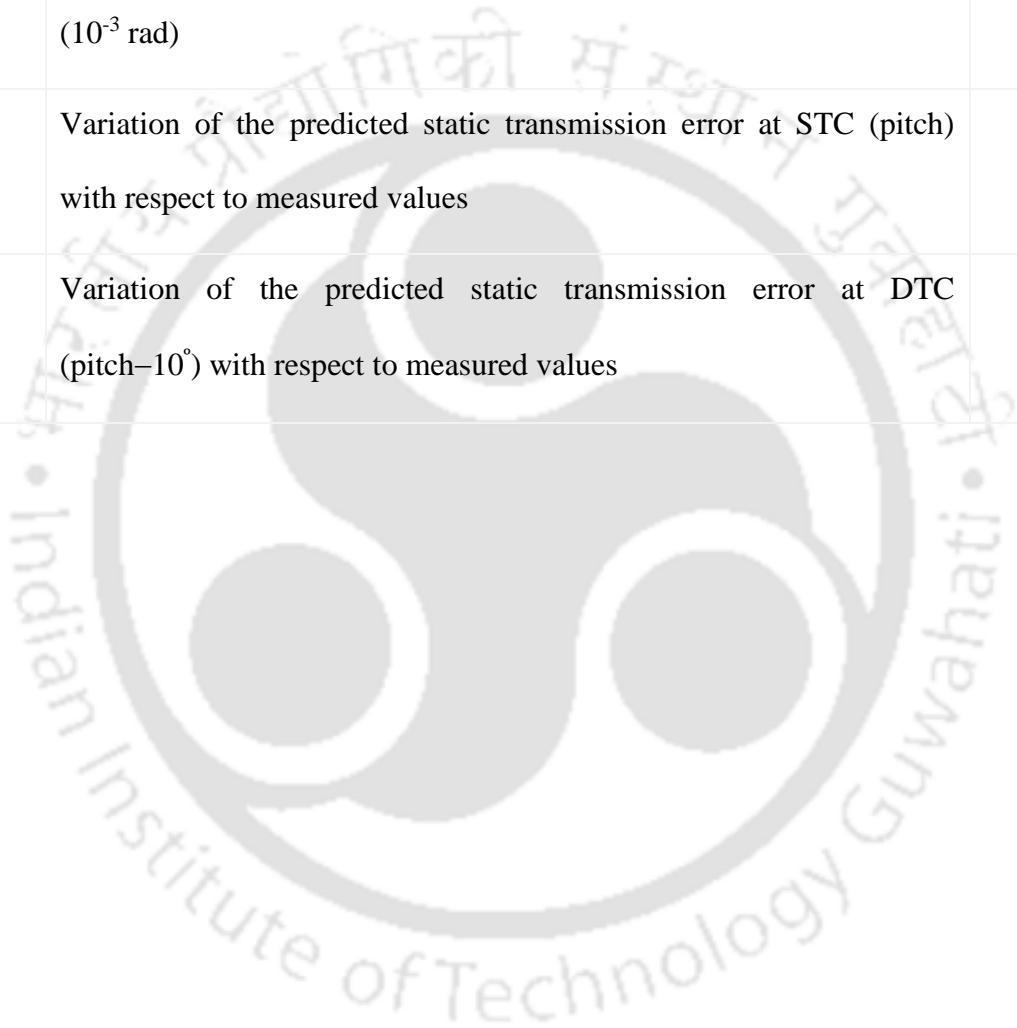 (10⁻³ rad)
Variation of the predicted static transmission error at STC (pitch)
with respect to measured values
Variation of the predicted static transmission error at DTC
(pitch−10º) with respect to measured values
भारतीय प्रौद्योगिकी संस्थान गुवाहाटी
• Indian Institute of Technology Guwahati •